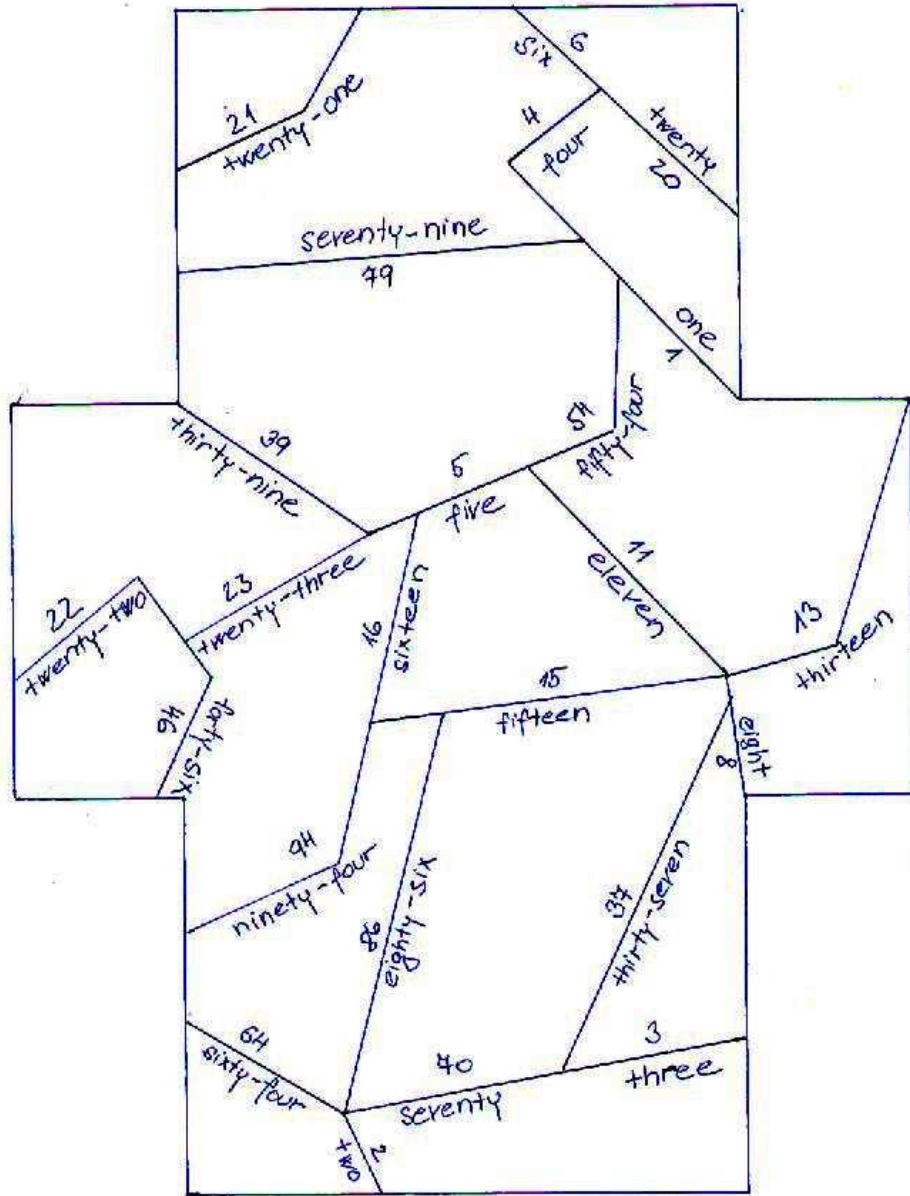 6
six
21
twenty-one
4
four
twenty
20
seventy-nine
79
one
1
39
thirty-nine
54
fifty-four
5
five
11
eleven
23
twenty-three
22
twenty-two
16
sixteen
13
thirteen
15
fifteen
46
forty-six
eight
8
94
ninety-four
86
eighty-six
37
thirty-seven
64
sixty-four
70
seventy
3
three
2
two